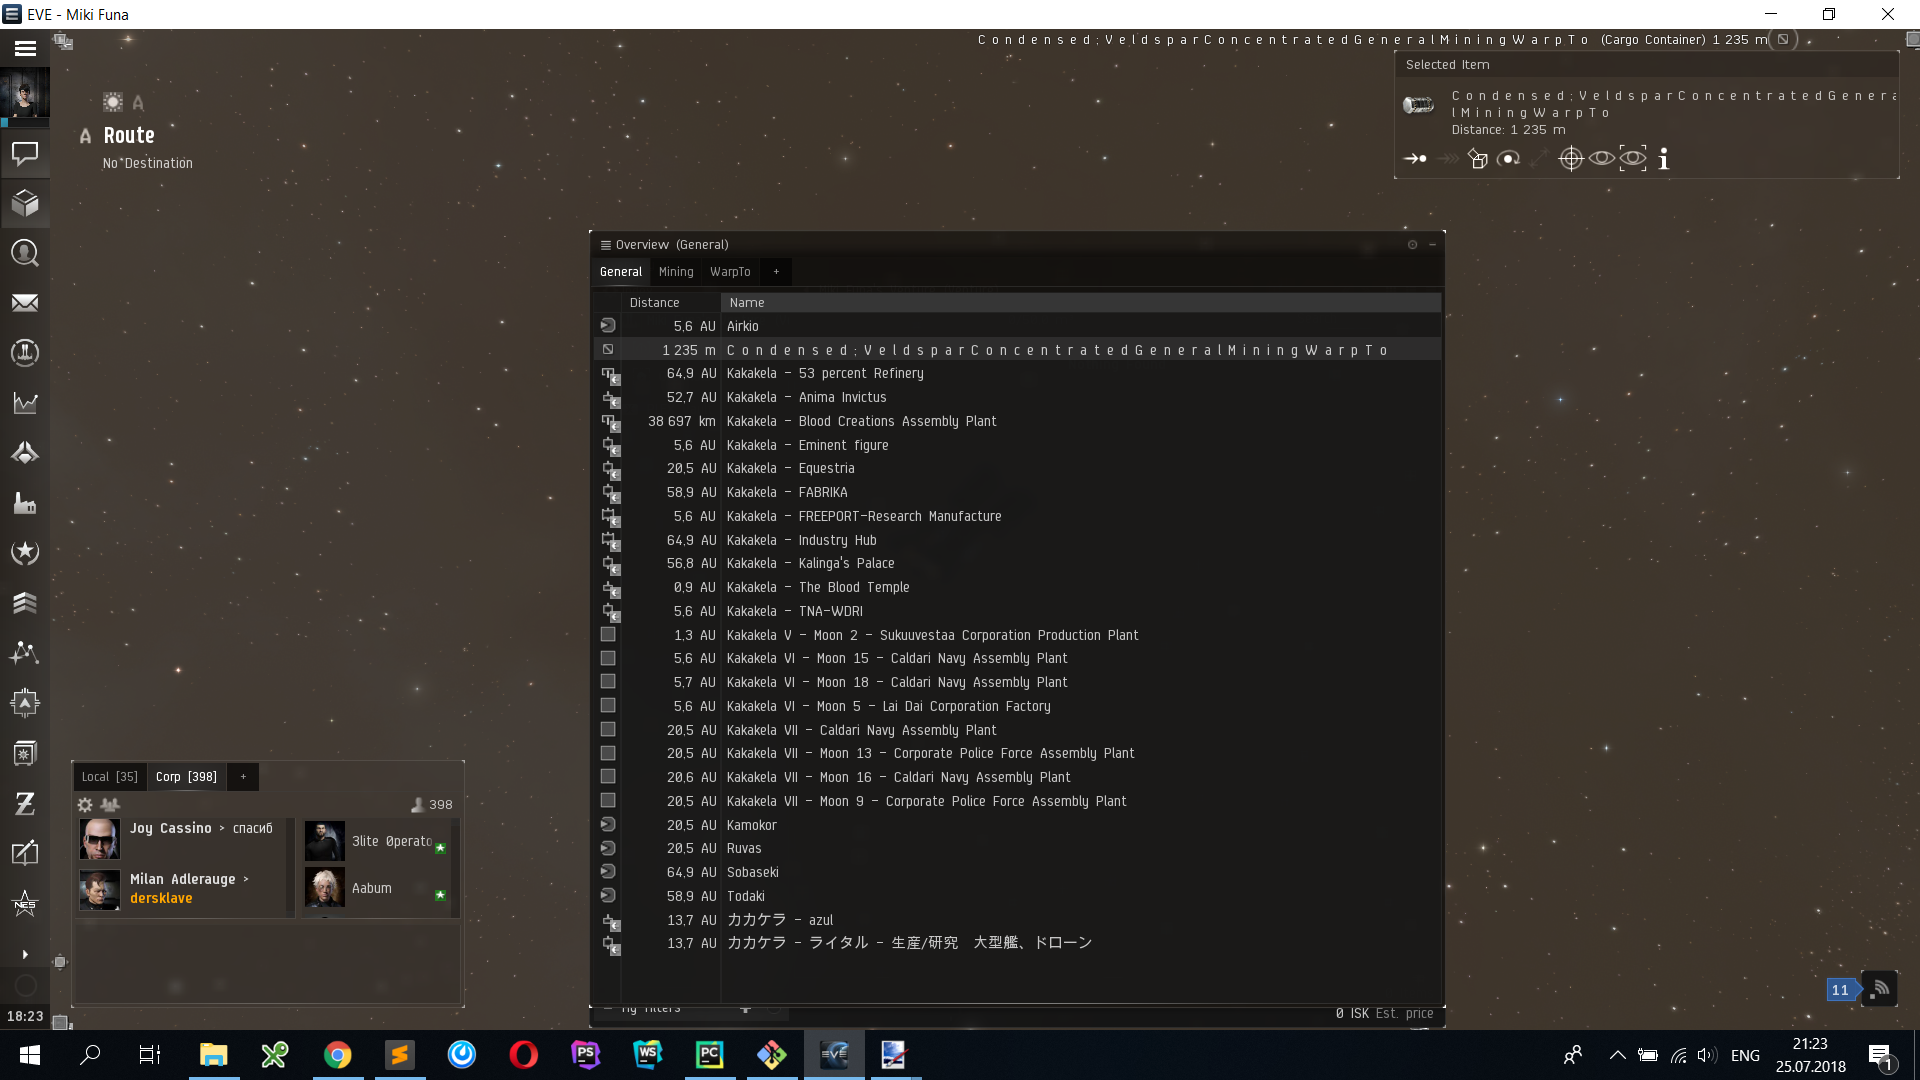 EVE - Miki Funa
C o n d e n s e d ; V e l d s p a r C o n c e n t r a t e d G e n e r a l M i n i n g W a r p T o (Cargo Container) 1 235 m
Selected Item
C o n d e n s e d ; V e l d s p a r C o n c e n t r a t e d G e n e r a
l M i n i n g W a r p T o
Distance: 1 235 m
Route
No Destination
Overview (General)
General Mining WarpTo +
Distance Name
5,6 AU Airkio
1 235 m C o n d e n s e d ; V e l d s p a r C o n c e n t r a t e d G e n e r a l M i n i n g W a r p T o
64,9 AU Kakakela - 53 percent Refinery
52,7 AU Kakakela - Anima Invictus
38 697 km Kakakela - Blood Creations Assembly Plant
5,6 AU Kakakela - Eminent figure
20,5 AU Kakakela - Equestria
58,9 AU Kakakela - FABRIKA
5,6 AU Kakakela - FREEPORT-Research Manufacture
64,9 AU Kakakela - Industry Hub
56,8 AU Kakakela - Kalinga's Palace
0,9 AU Kakakela - The Blood Temple
5,6 AU Kakakela - TNA-WDRI
1,3 AU Kakakela V - Moon 2 - Sukuuvestaa Corporation Production Plant
5,6 AU Kakakela VI - Moon 15 - Caldari Navy Assembly Plant
5,7 AU Kakakela VI - Moon 18 - Caldari Navy Assembly Plant
5,6 AU Kakakela VI - Moon 5 - Lai Dai Corporation Factory
20,5 AU Kakakela VII - Caldari Navy Assembly Plant
20,5 AU Kakakela VII - Moon 13 - Corporate Police Force Assembly Plant
20,6 AU Kakakela VII - Moon 16 - Caldari Navy Assembly Plant
20,5 AU Kakakela VII - Moon 9 - Corporate Police Force Assembly Plant
20,5 AU Kamokor
20,5 AU Ruvas
64,9 AU Sobaseki
58,9 AU Todaki
13,7 AU カカケラ - azul
13,7 AU カカケラ - ライタル - 生産/研究　大型艦、ドローン
My filters
0 ISK Est. price
Local [35] Corp [398] +
398
Joy Cassino > спасиб
Milan Adlerauge >
dersklave
3lite 0perato
Aabum
NES
18:23
11
PS WS PC EVE
ENG
21:23
25.07.2018
1